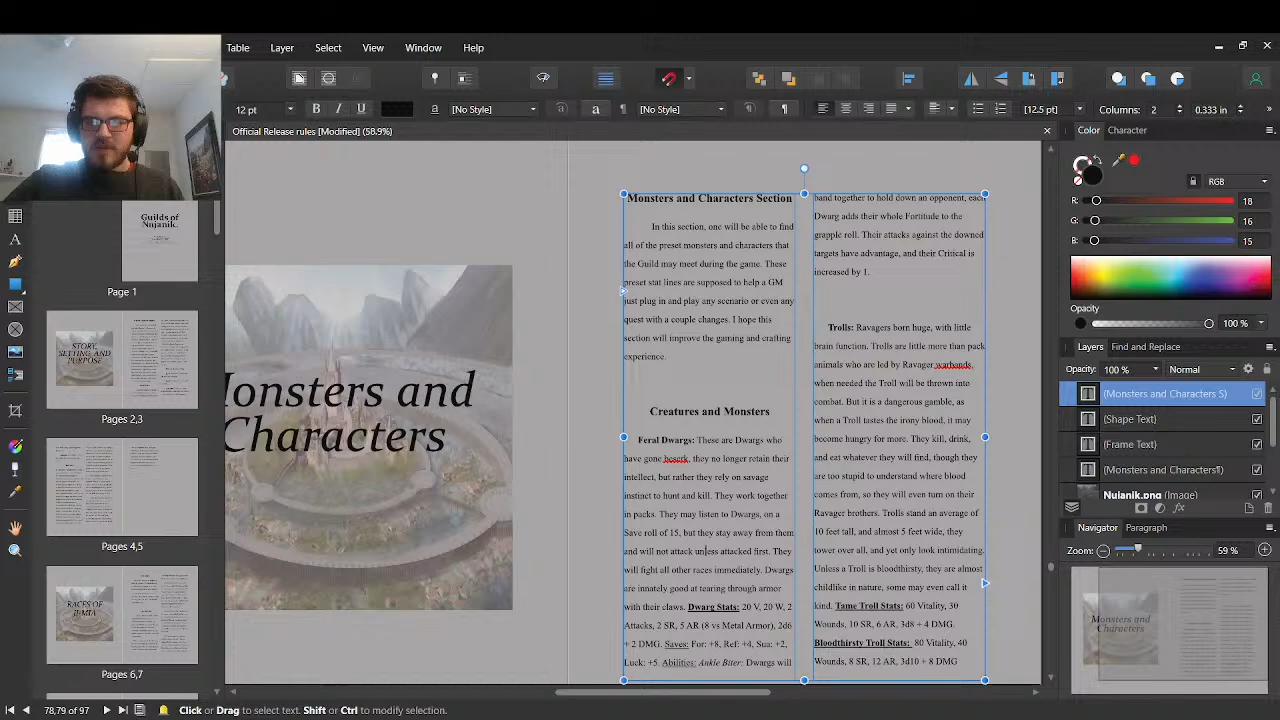 Table Layer Select View Window Help
12 pt B I U a [No Style] a a ¶ [No Style] [12.5 pt] Columns: 2 0.333 in »
Official Release rules [Modified] (58.9%)
Color Character
RGB
R: 18
G: 16
B: 15
Opacity
100 %
Layers Find and Replace
Opacity: 100 % Normal
(Monsters and Characters S)
(Shape Text)
(Frame Text)
(Monsters and Characters
Nulanik.png (Image
Navigator Paragraph
Zoom: 59 %
Monsters and
Characters
Guilds of
Nnjanik.
Page 1
STORY,
SETTING, AND
PURPOSE
Pages 2,3
Pages 4,5
RACES OF
Pages 6,7
Monsters and
Characters
Monsters and Characters Section
In this section, one will be able to find
all of the preset monsters and characters that
the Guild may meet during the game. These
preset stat lines are supposed to help a GM
just plug in and play any scenario or even any
quest with a couple changes. I hope this
section will improve the gaming and crafting
experience.
Creatures and Monsters
Feral Dwargs: These are Dwargs who
have gone beserk, they no longer retain their
intellect, but rather they rely on savage
instinct to hunt and kill. They work together
in packs. They may listen to Dwargs, on a
Save roll of 15, but they stay away from them
and will not attack unless attacked first. They
will fight all other races immediately. Dwargs
are innately good at tearing through armor
with their claws. Dwarg Stats: 20 V, 20 W, 2
Attacks, 2 SR, 5 AR (8 vs Metal Armor), 2d6
+ 2 DMG. Saves: For: +8, Ref: +4, Sua: +2,
Luck: +5. Abilities: Ankle Biter: Dwargs will
band together to hold down an opponent, each
Dwarg adds their whole Fortitude to the
grapple roll. Their attacks against the downed
targets have advantage, and their Critical is
increased by 1.
Trolls: Ravagers born huge, with little
brain function. Trolls are little more than pack
animals who are led by Ravager warbands,
when needed the Troll will be thrown into
combat. But it is a dangerous gamble, as
when a Troll tastes the irony blood, it may
become hungry for more. They kill, drink,
and eat whatever they will find, though they
are too stupid to understand where blood
comes from, so they will even turn on their
Ravager brothers. Trolls stand an average of
10 feet tall, and almost 5 feet wide, they
tower over all, and yet only look intimidating.
Unless a Troll is bloodthirsty, they are almost
childlike in nature, some may even call it
kind. Tame Troll Stats: 60 Vitality, 30
Wounds, 10 SR, 6 AR, 3d8 + 4 DMG.
Bloodthirsty Troll Stats: 80 Vitality, 40
Wounds, 8 SR, 12 AR, 3d10 + 8 DMG
78,79 of 97 Click or Drag to select text. Shift or Ctrl to modify selection.